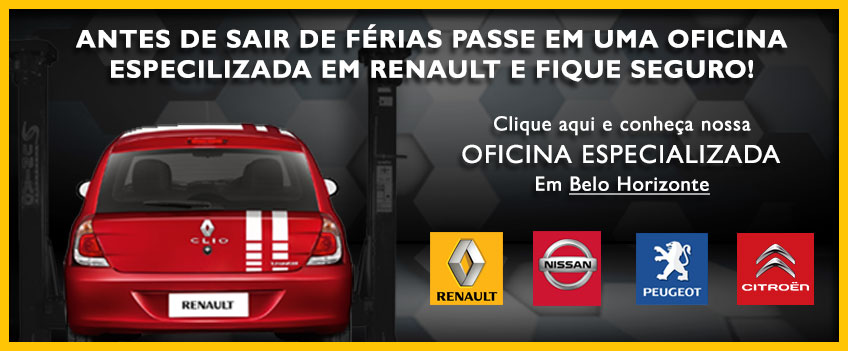 ANTES DE SAIR DE FÉRIAS PASSE EM UMA OFICINA
ESPECILIZADA EM RENAULT E FIQUE SEGURO!
Clique aqui e conheça nossa
OFICINA ESPECIALIZADA
Em Belo Horizonte
CLIO
RENAULT
RENAULT
NISSAN
PEUGEOT
CITROËN